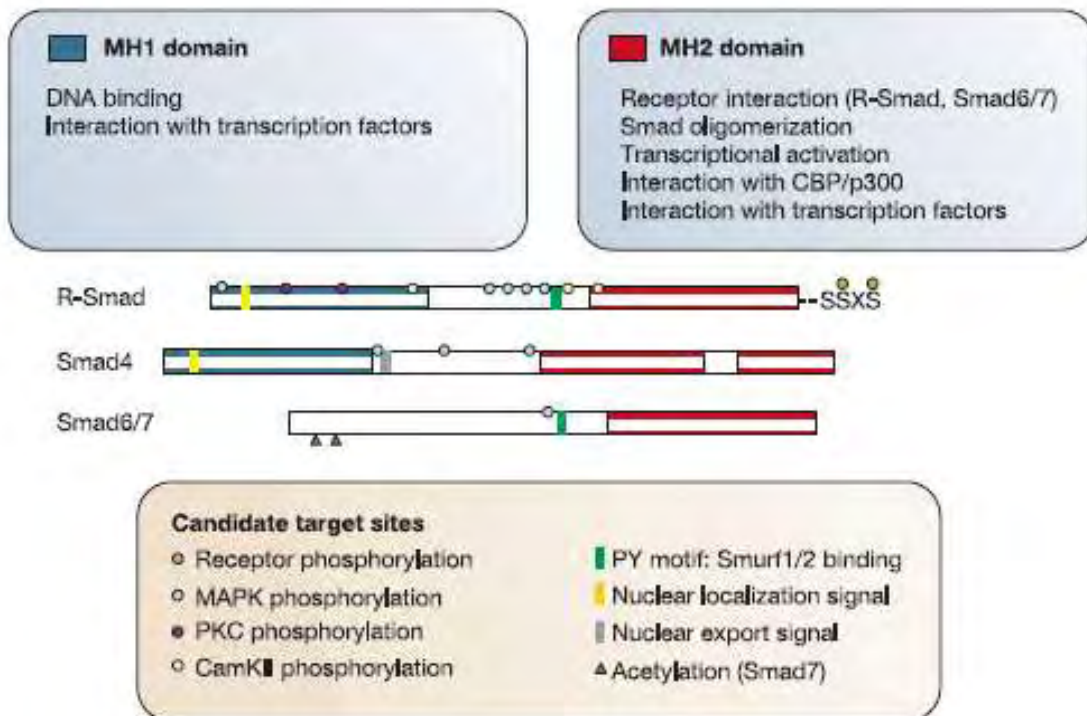 MH1 domain
DNA binding
Interaction with transcription factors
MH2 domain
Receptor interaction (R-Smad, Smad6/7)
Smad oligomerization
Transcriptional activation
Interaction with CBP/p300
Interaction with transcription factors
R-Smad
SSXS
Smad4
Smad6/7
Candidate target sites
Receptor phosphorylation
MAPK phosphorylation
PKC phosphorylation
CamKII phosphorylation
PY motif: Smurf1/2 binding
Nuclear localization signal
Nuclear export signal
Acetylation (Smad7)